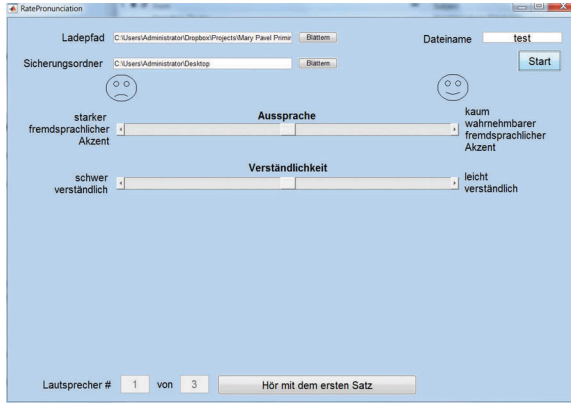 RatePronunciation
Ladepfad C:\Users\Administrator\Dropbox\Projects\Mary Pavel Primir Blättern Dateiname test
Sicherungsordner C:\Users\Administrator\Desktop Blättern Start
starker
fremdsprachlicher
Akzent
Aussprache
kaum
wahrnehmbarer
fremdsprachlicher
Akzent
schwer
verständlich
Verständlichkeit
leicht
verständlich
Lautsprecher # 1 von 3 Hör mit dem ersten Satz